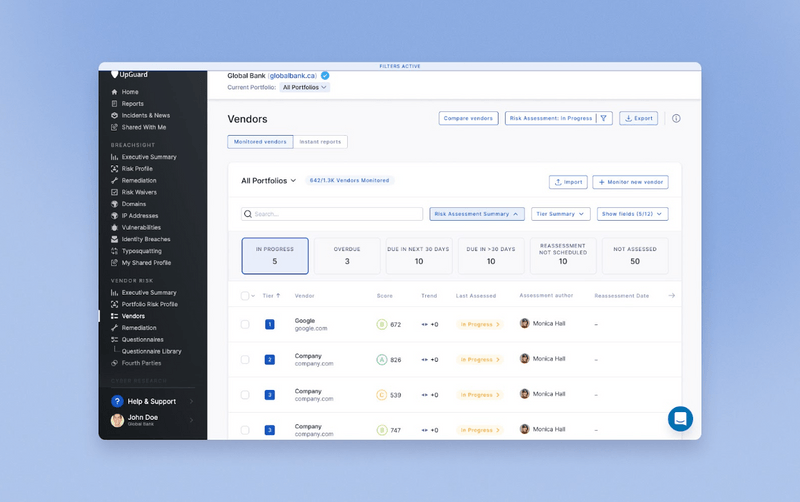 FILTERS ACTIVE
UpGuard
Home
Reports
Incidents & News
Shared With Me
BREACHSIGHT
Executive Summary
Risk Profile
Remediation
Risk Waivers
Domains
IP Addresses
Vulnerabilities
Identity Breaches
Typosquatting
My Shared Profile
VENDOR RISK
Executive Summary
Portfolio Risk Profile
Vendors
Remediation
Questionnaires
Questionnaire Library
Fourth Parties
CYBER RESEARCH
Help & Support
John Doe
Global Bank
Global Bank (globalbank.ca)
Current Portfolio: All Portfolios
Vendors
Compare vendors
Risk Assessment: In Progress
Export
Monitored vendors
Instant reports
All Portfolios
642/1.3K Vendors Monitored
Import
Monitor new vendor
Search...
Risk Assessment Summary
Tier Summary
Show fields (5/12)
IN PROGRESS
5
OVERDUE
3
DUE IN NEXT 30 DAYS
10
DUE IN >30 DAYS
10
REASSESSMENT
NOT SCHEDULED
10
NOT ASSESSED
50
Tier Vendor Score Trend Last Assessed Assessment author Reassessment Date
1 Google B 672 +0 In Progress Monica Hall –
google.com
2 Company A 826 +0 In Progress Monica Hall –
company.com
3 Company C 539 +0 In Progress Monica Hall –
company.com
3 Company B 747 +0 In Progress Monica Hall –
company.com